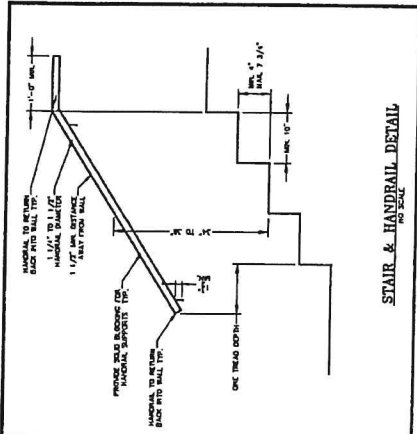 1'-0" MIN.
HANDRAIL TO RETURN
BACK INTO WALL TYP.
1 1/4" TO 1 1/2"
HANDRAIL DIAMETER
1 1/2" MIN. DISTANCE
AWAY FROM WALL
PROVIDE SOLID BLOCKING FOR
HANDRAIL SUPPORTS TYP.
HANDRAIL TO RETURN
BACK INTO WALL TYP.
34" TO 38"
MIN. 4"
MAX. 7 3/4"
MIN. 10"
ONE TREAD DEPTH
STAIR & HANDRAIL DETAIL
NO SCALE